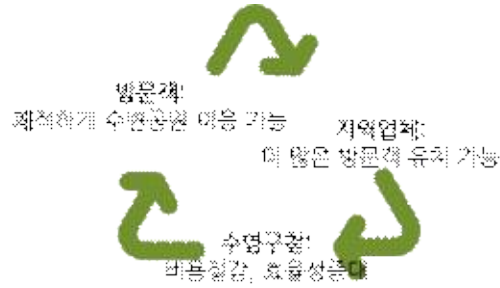 방문객:
쾌적하게 수변공원 이용 가능
지역업체:
더 많은 방문객 유치 가능
수영구청:
비용절감, 효율성증대